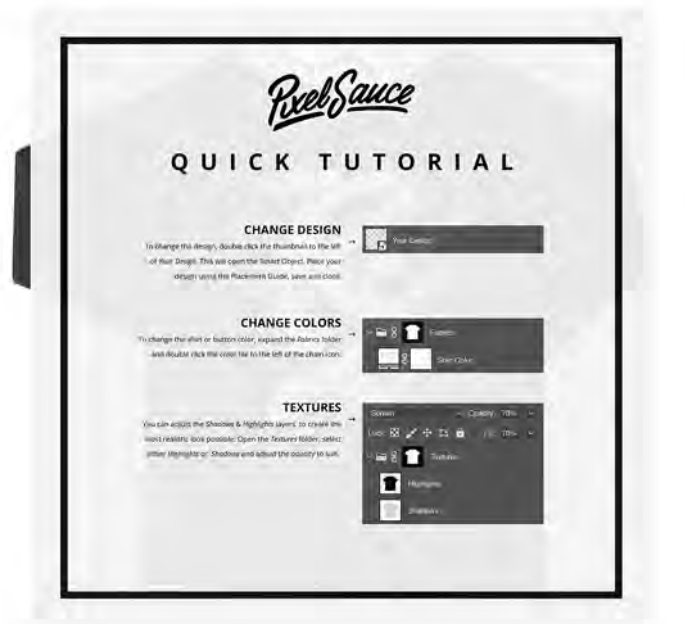 PixelSauce
QUICK TUTORIAL
CHANGE DESIGN
To change the design, double click the thumbnail to the left
of Your Design. This will open the Smart Object. Place your
design using the Placement Guide, save and close.
Your Design
CHANGE COLORS
To change the shirt or button color, expand the Fabrics folder
and double click the color tile to the left of the chain icon.
Fabrics
Shirt Color
TEXTURES
You can adjust the Shadows & Highlights layers, to create the
most realistic look possible. Open the Textures folder, select
either Highlights or Shadows and adjust the opacity to suit.
Screen Opacity: 70%
Lock: 70%
Textures
Highlights
Shadows